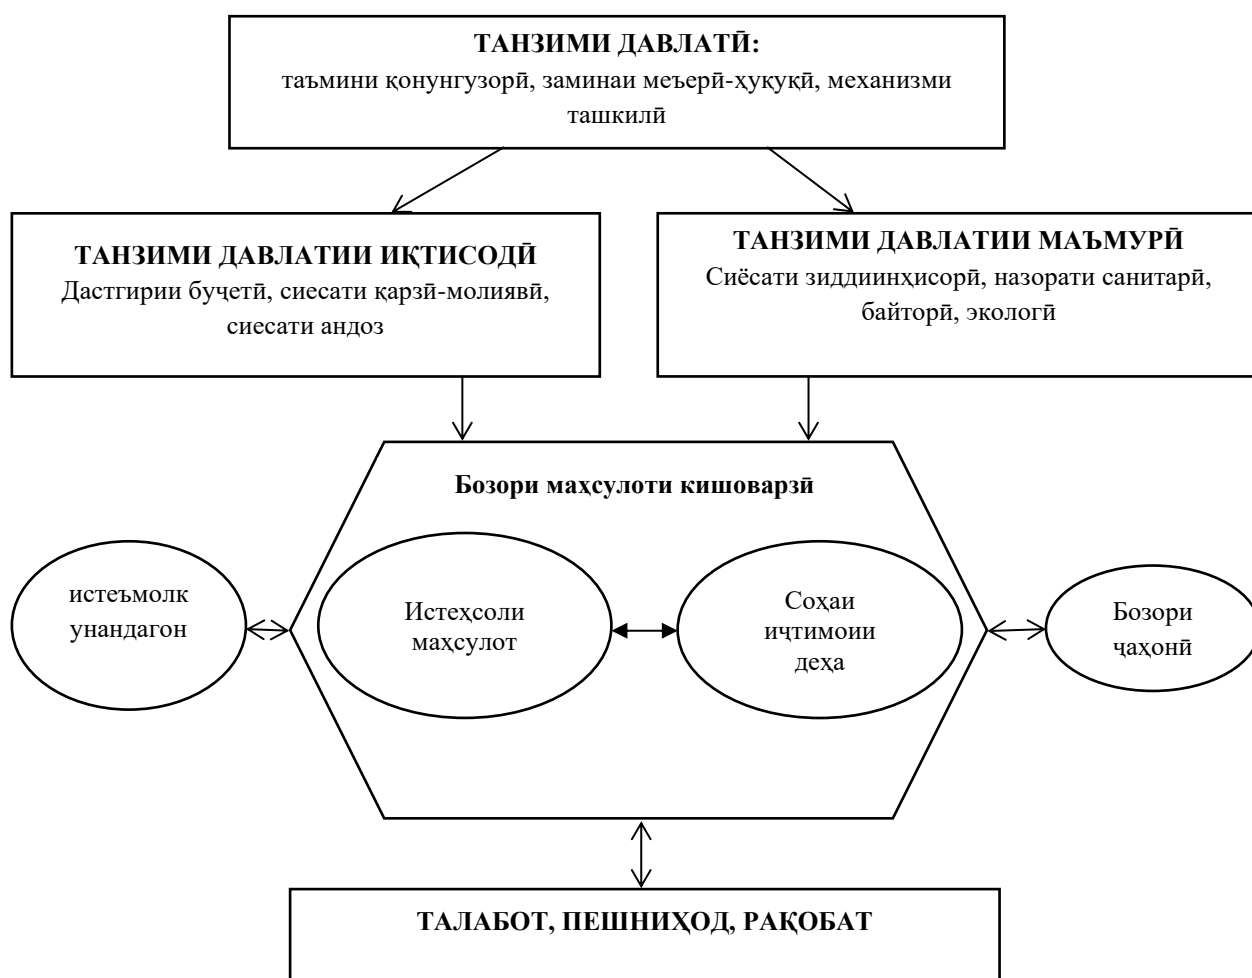 ТАНЗИМИ ДАВЛАТӢ:
таъмини қонунгузорӣ, заминаи меъерӣ-ҳуқуқӣ, механизми
ташкилӣ
ТАНЗИМИ ДАВЛАТИИ ИҚТИСОДӢ
Дастгирии буҷетӣ, сиесати қарзӣ-молиявӣ,
сиесати андоз
ТАНЗИМИ ДАВЛАТИИ МАЪМУРӢ
Сиёсати зиддиинҳисорӣ, назорати санитарӣ,
байторӣ, экологӣ
Бозори маҳсулоти кишоварзӣ
истеъмолк
унандагон
Истеҳсоли
маҳсулот
Соҳаи
иҷтимоии
деҳа
Бозори
ҷаҳонӣ
ТАЛАБОТ, ПЕШНИҲОД, РАҚОБАТ